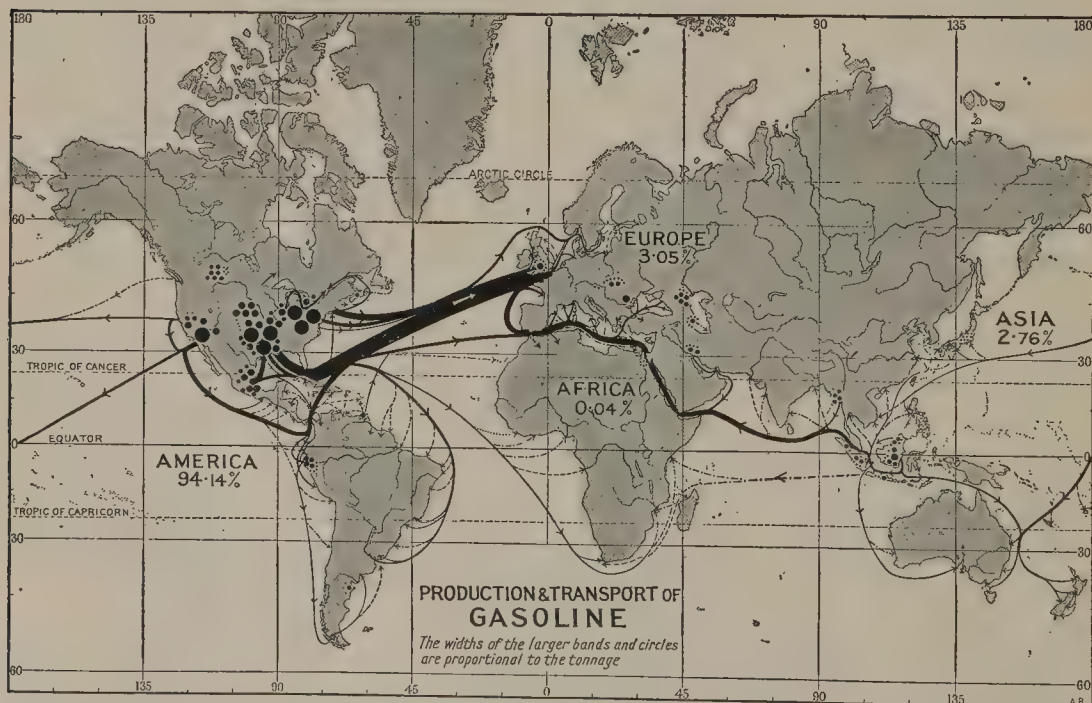 180 135 90 45 0 45 90 135 180
ARCTIC CIRCLE
60 60
EUROPE
3·05%
ASIA
2·76%
30 30
TROPIC OF CANCER
AFRICA
0·04%
EQUATOR
0 0
AMERICA
94·14%
TROPIC OF CAPRICORN
30 30
PRODUCTION & TRANSPORT OF
GASOLINE
The widths of the larger bands and circles
are proportional to the tonnage
60 60
135 90 45 0 45 90 135
A.B.